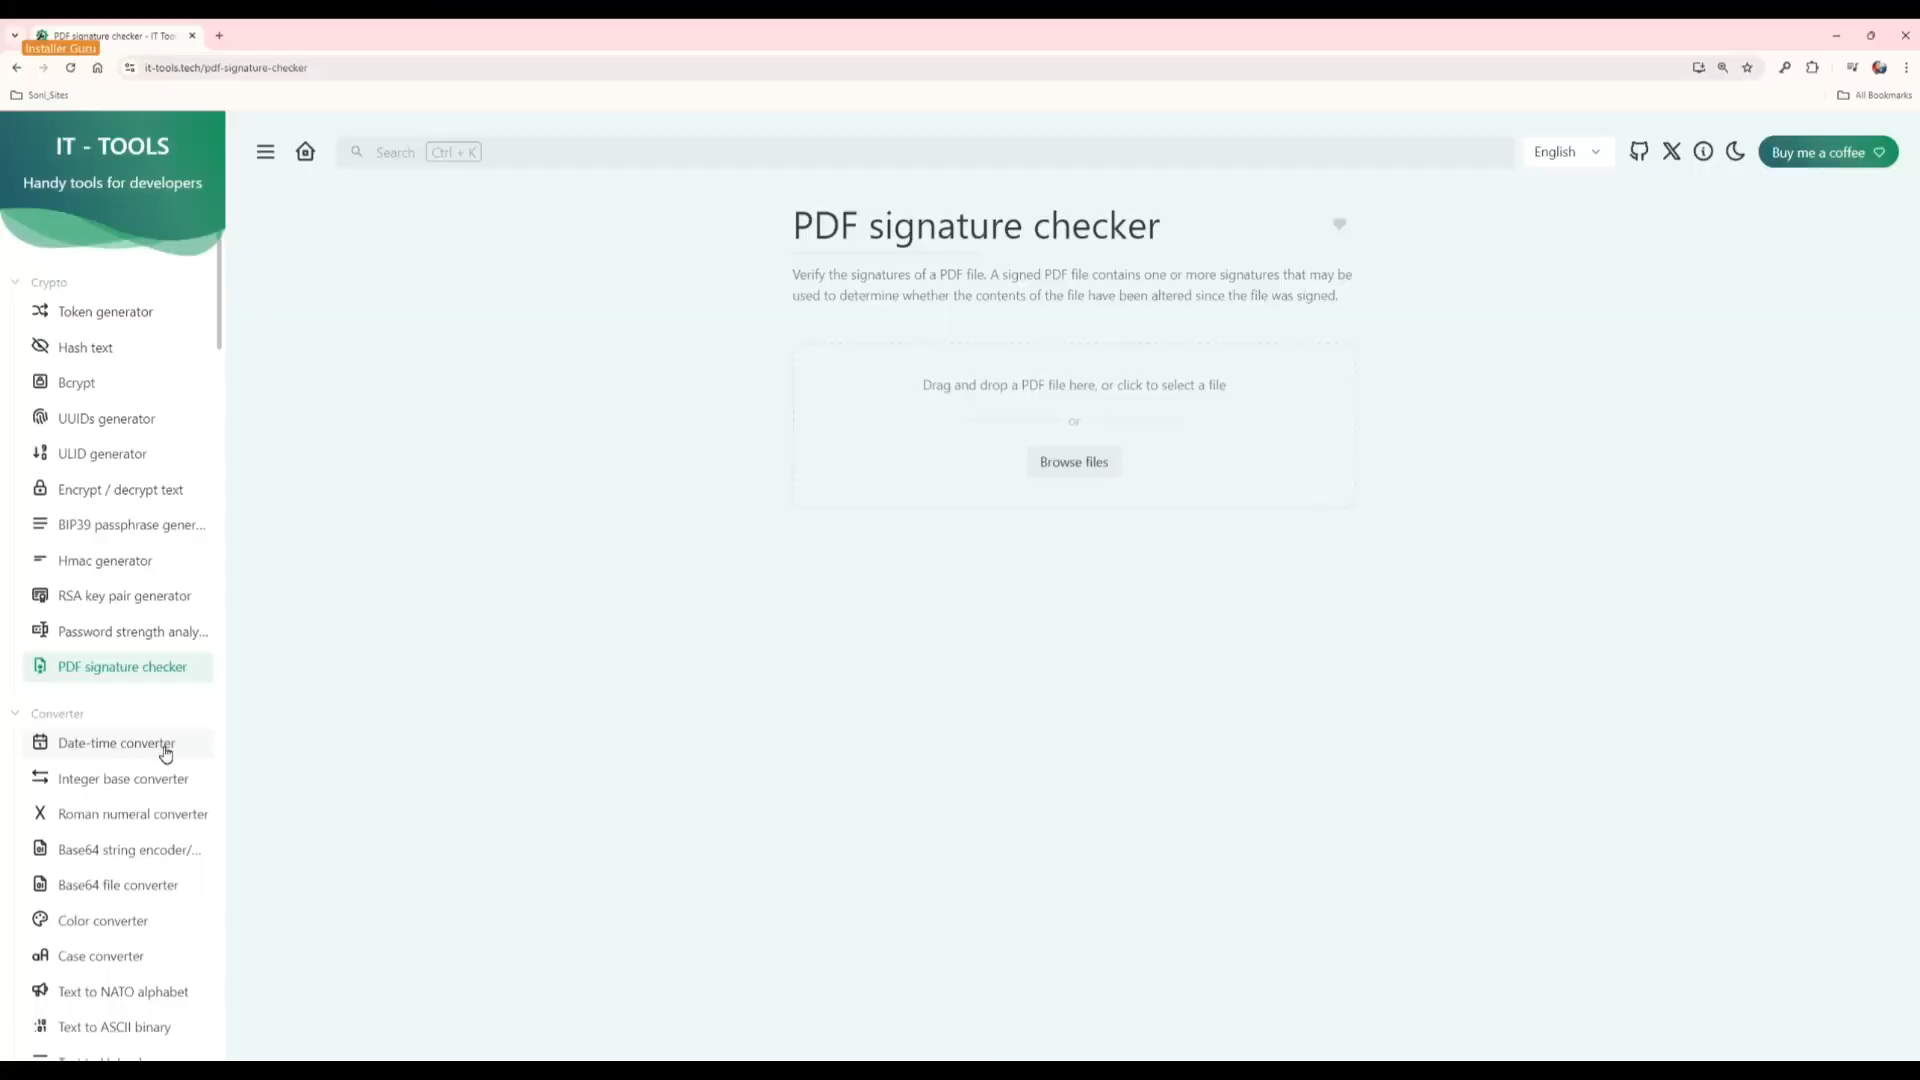 PDF signature checker - IT Too
Installer Guru
it-tools.tech/pdf-signature-checker
Soni_Sites
All Bookmarks
IT - TOOLS
Handy tools for developers
Search Ctrl + K
English
Buy me a coffee
Crypto
Token generator
Hash text
Bcrypt
UUIDs generator
ULID generator
Encrypt / decrypt text
BIP39 passphrase gener...
Hmac generator
RSA key pair generator
Password strength analy...
PDF signature checker
Converter
Date-time converter
Integer base converter
Roman numeral converter
Base64 string encoder/...
Base64 file converter
Color converter
Case converter
Text to NATO alphabet
Text to ASCII binary
PDF signature checker
Verify the signatures of a PDF file. A signed PDF file contains one or more signatures that may be
used to determine whether the contents of the file have been altered since the file was signed.
Drag and drop a PDF file here, or click to select a file
or
Browse files